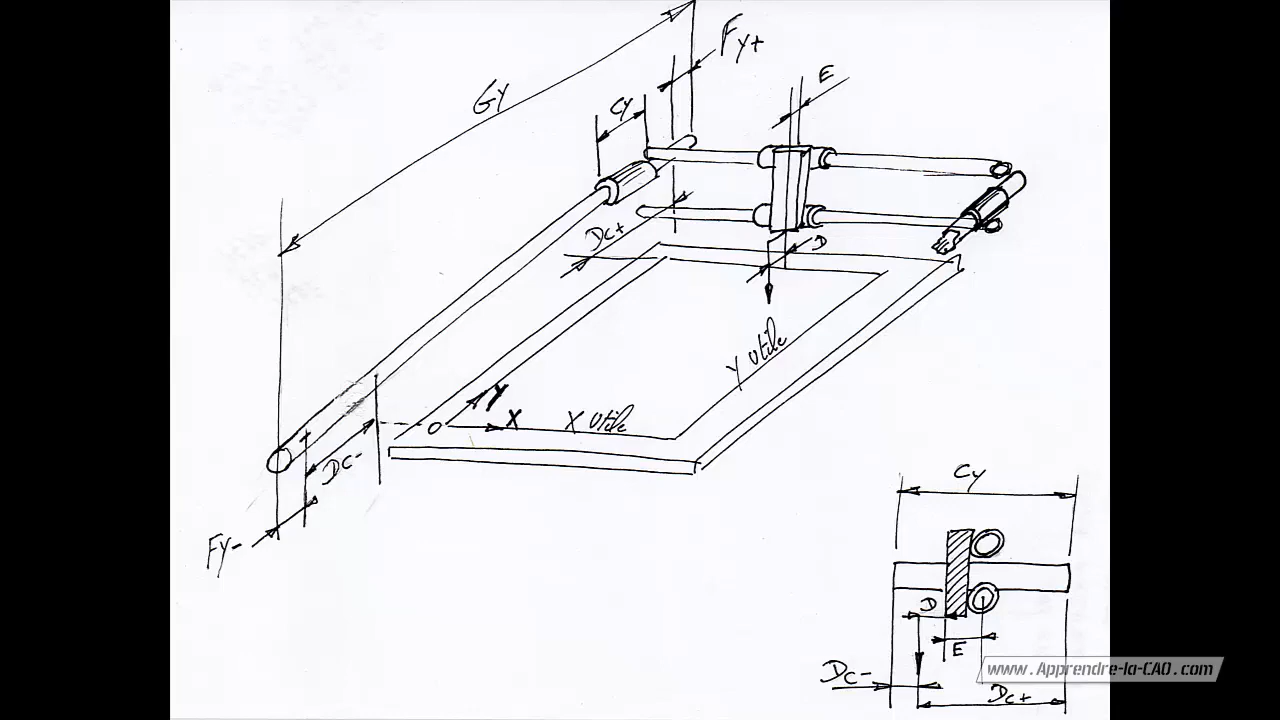 Fy+
E
Gy
Cy
Dc+
D
Y utile
Y
X
X utile
Dc-
Fy-
Cy
D
E
Dc-
Dc+
www.Apprendre-la-CAO.com